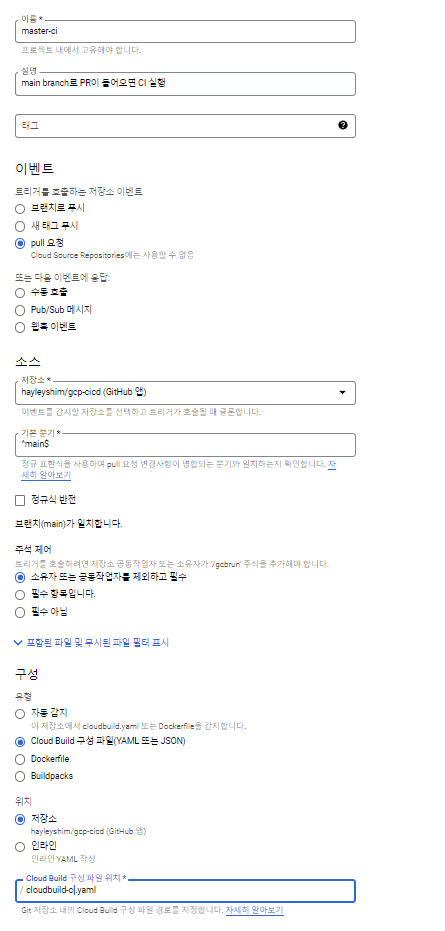 이름 *
master-ci
프로젝트 내에서 고유해야 합니다.
설명
main branch로 PR이 들어오면 CI 실행
태그
이벤트
트리거를 호출하는 저장소 이벤트
브랜치로 푸시
새 태그 푸시
pull 요청
Cloud Source Repositories에는 사용할 수 없음
또는 다음 이벤트에 응답:
수동 호출
Pub/Sub 메시지
웹훅 이벤트
소스
저장소 *
hayleyshim/gcp-cicd (GitHub 앱)
이벤트를 감시할 저장소를 선택하고 트리거가 호출될 때 클론합니다.
기본 분기 *
^main$
정규 표현식을 사용하여 pull 요청 변경사항이 병합되는 분기와 일치하는지 확인합니다. 자
세히 알아보기
정규식 반전
브랜치(main)가 일치합니다.
주석 제어
트리거를 호출하려면 저장소 공동작업자 또는 소유자가 '/gcbrun' 주석을 추가해야 합니다.
소유자 또는 공동작업자를 제외하고 필수
필수 항목입니다.
필수 아님
포함된 파일 및 무시된 파일 필터 표시
구성
유형
자동 감지
이 저장소에서 cloudbuild.yaml 또는 Dockerfile을 감지합니다.
Cloud Build 구성 파일(YAML 또는 JSON)
Dockerfile
Buildpacks
위치
저장소
hayleyshim/gcp-cicd (GitHub 앱)
인라인
인라인 YAML 작성
Cloud Build 구성 파일 위치 *
/ cloudbuild-ci.yaml
Git 저장소 내의 Cloud Build 구성 파일 경로를 지정합니다. 자세히 알아보기